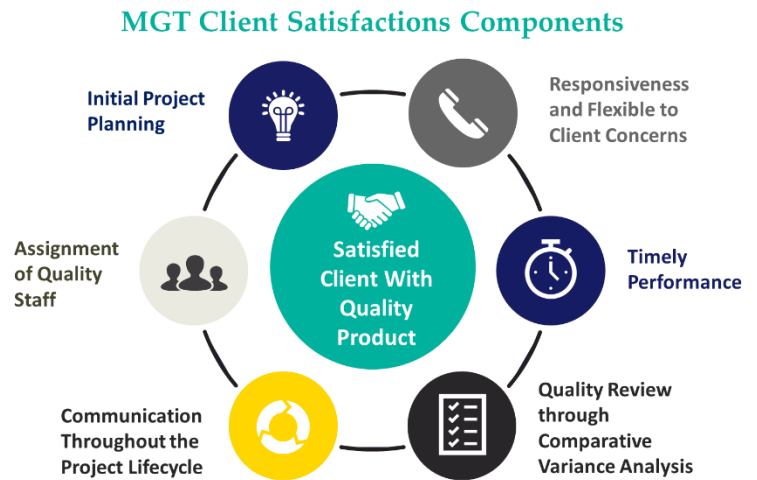 MGT Client Satisfactions Components
Initial Project
Planning
Responsiveness
and Flexible to
Client Concerns
Satisfied
Client With
Quality
Product
Assignment
of Quality
Staff
Timely
Performance
Communication
Throughout the
Project Lifecycle
Quality Review
through
Comparative
Variance Analysis